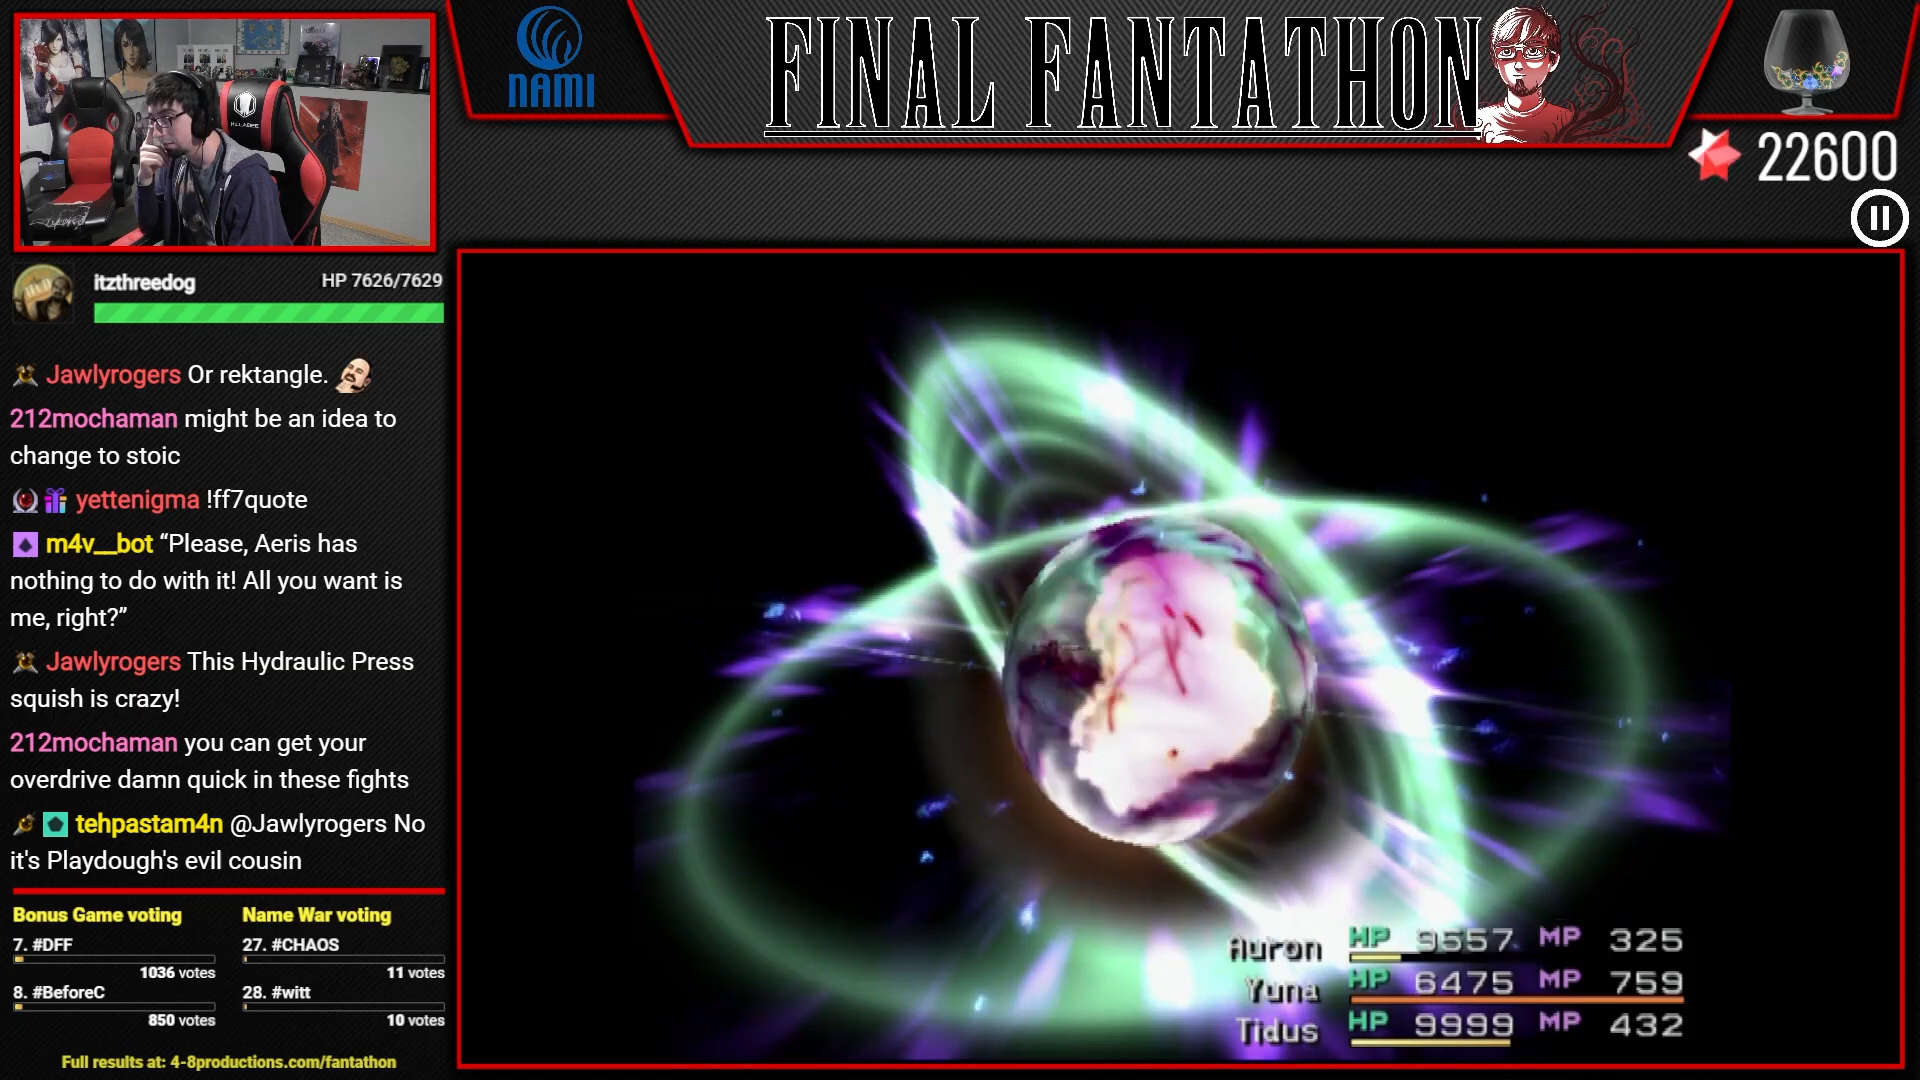 NAMI
FINAL FANTATHON
22600
itzthreedog
HP 7626/7629
Jawlyrogers Or rektangle.
212mochaman might be an idea to
change to stoic
yettenigma !ff7quote
m4v__bot “Please, Aeris has
nothing to do with it! All you want is
me, right?”
Jawlyrogers This Hydraulic Press
squish is crazy!
212mochaman you can get your
overdrive damn quick in these fights
tehpastam4n @Jawlyrogers No
it's Playdough's evil cousin
Bonus Game voting
7. #DFF
1036 votes
8. #BeforeC
850 votes
Name War voting
27. #CHAOS
11 votes
28. #witt
10 votes
Full results at: 4-8productions.com/fantathon
Auron HP 9557 MP 325
Yuna HP 6475 MP 759
Tidus HP 9999 MP 432